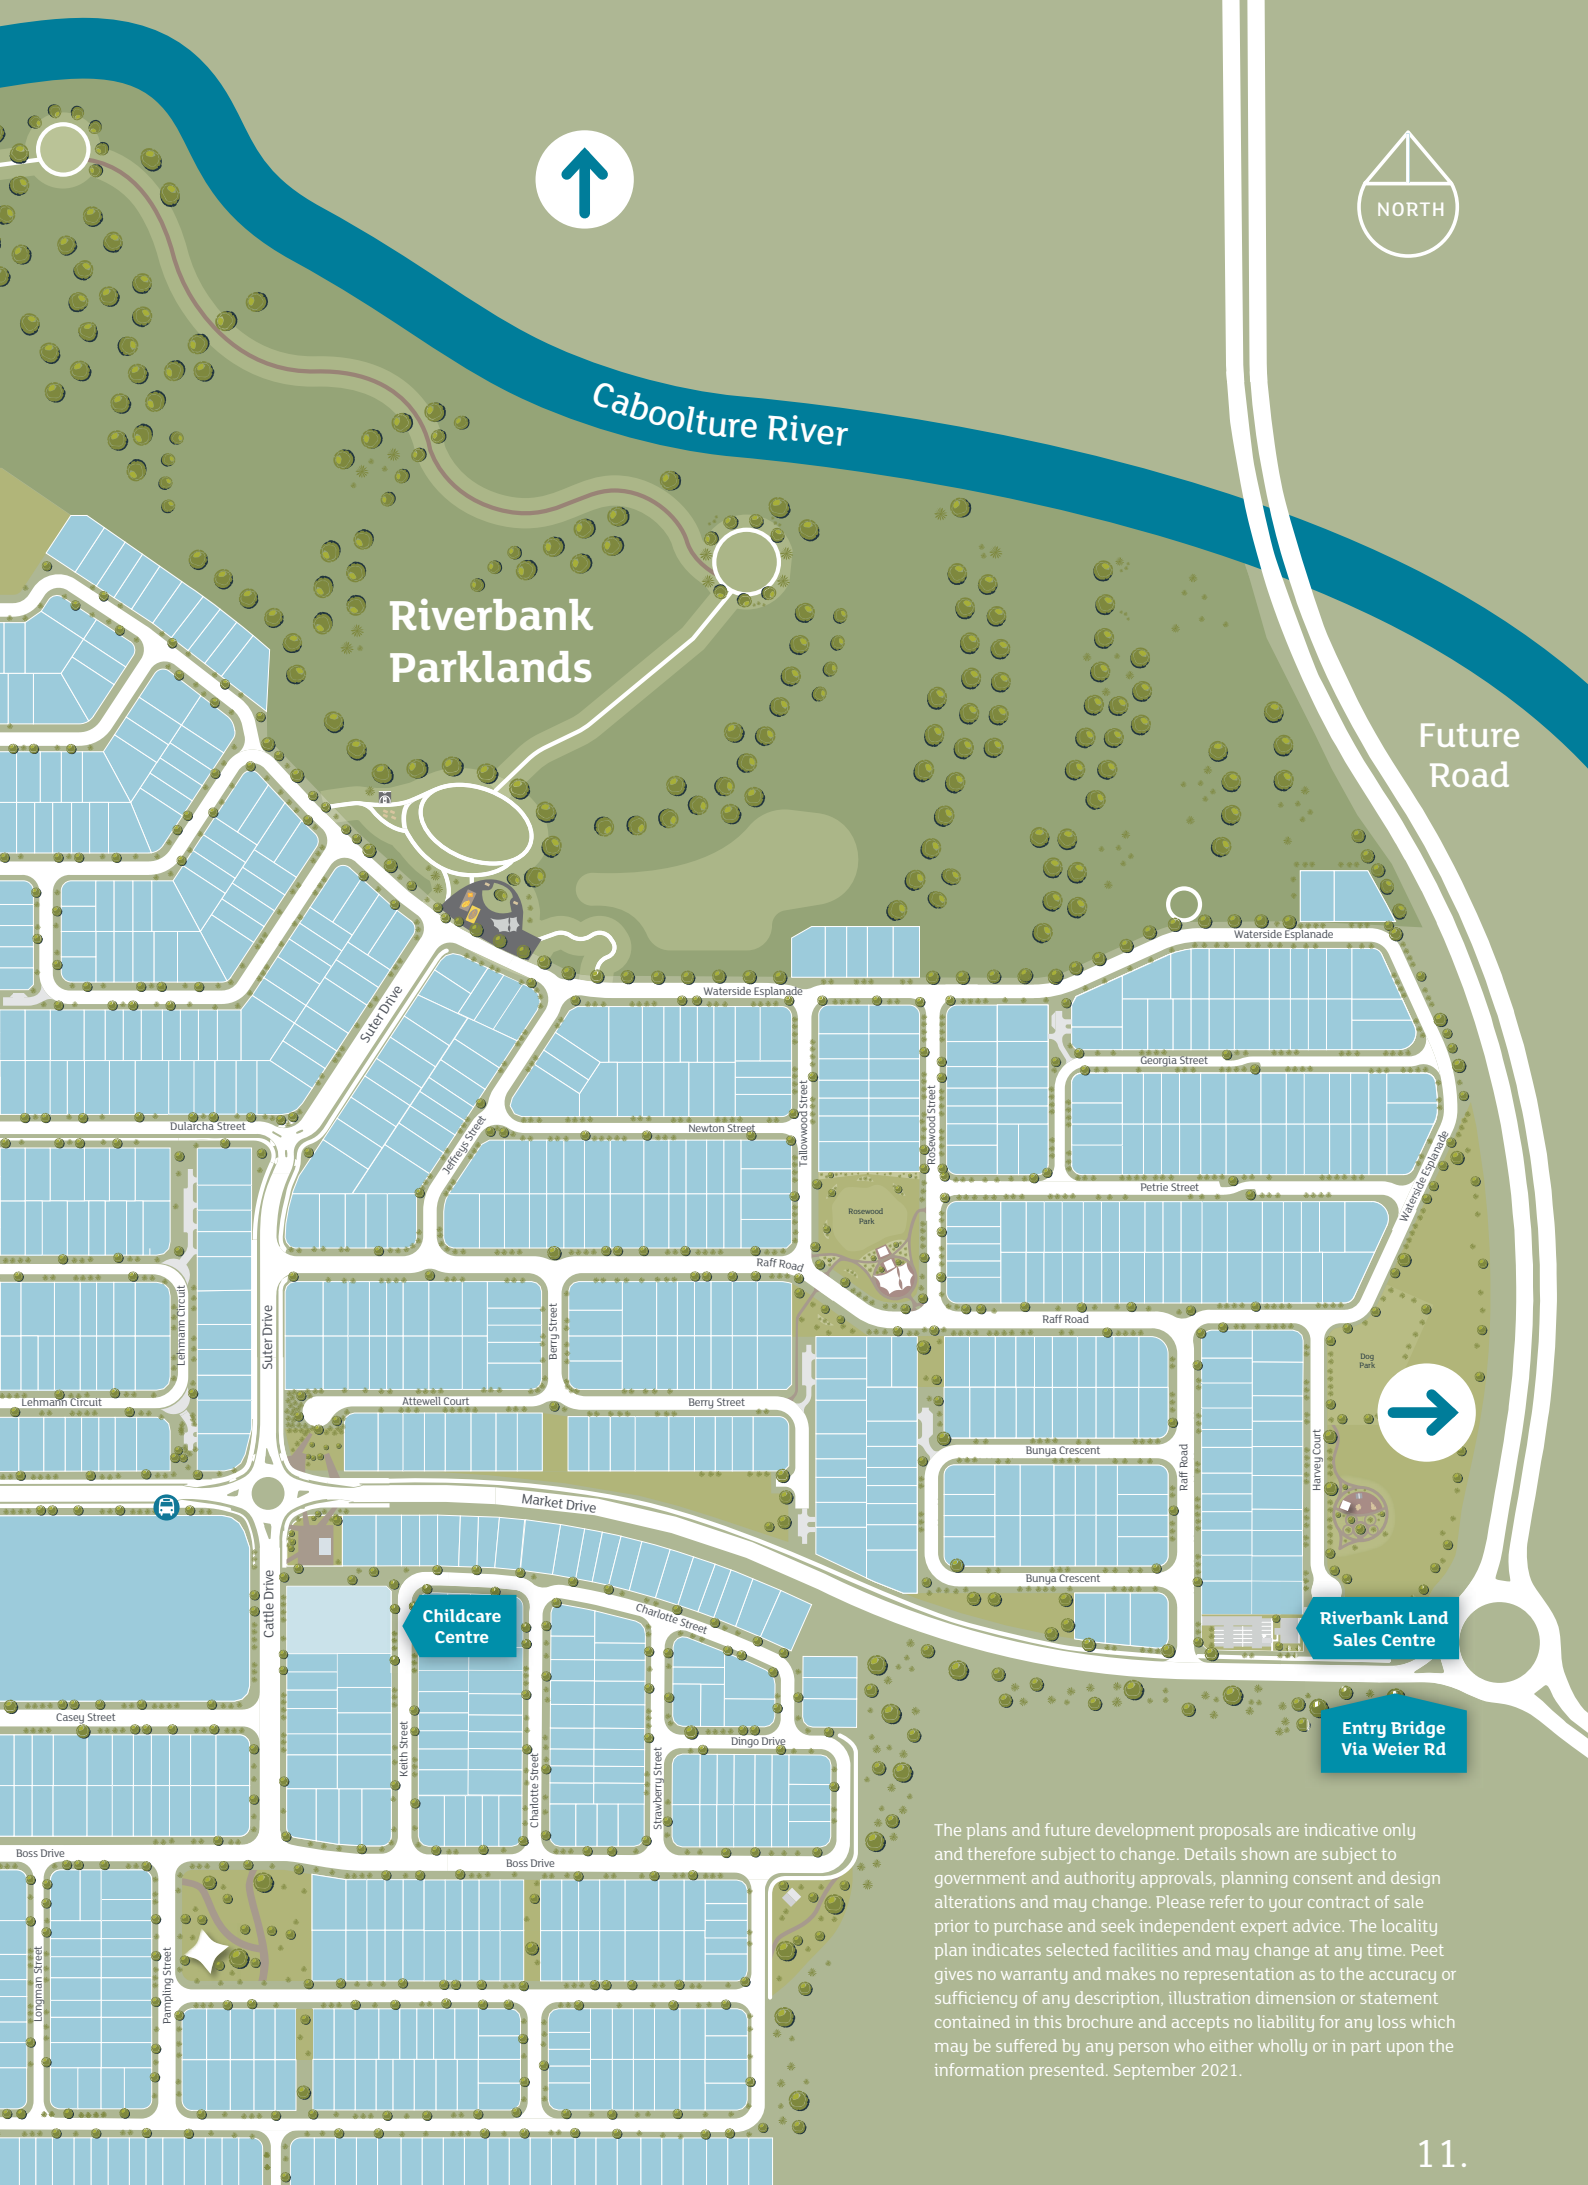 NORTH
Caboolture River
Riverbank
Parklands
Future
Road
Waterside Esplanade
Waterside Esplanade
Suter Drive
Georgia Street
Tallowwood Street
Rosewood Street
Dularcha Street
Jeffreys Street
Newton Street
Waterside Esplanade
Petrie Street
Rosewood
Park
Raff Road
Lehmann Circuit
Suter Drive
Berry Street
Raff Road
Dog
Park
Lehmann Circuit
Attewell Court
Berry Street
Bunya Crescent
Raff Road
Harvey Court
Market Drive
Cattle Drive
Bunya Crescent
Childcare
Centre
Charlotte Street
Riverbank Land
Sales Centre
Casey Street
Keith Street
Charlotte Street
Strawberry Street
Dingo Drive
Entry Bridge
Via Weier Rd
Boss Drive
Boss Drive
Longman Street
Pampling Street
The plans and future development proposals are indicative only
and therefore subject to change. Details shown are subject to
government and authority approvals, planning consent and design
alterations and may change. Please refer to your contract of sale
prior to purchase and seek independent expert advice. The locality
plan indicates selected facilities and may change at any time. Peet
gives no warranty and makes no representation as to the accuracy or
sufficiency of any description, illustration dimension or statement
contained in this brochure and accepts no liability for any loss which
may be suffered by any person who either wholly or in part upon the
information presented. September 2021.
11.